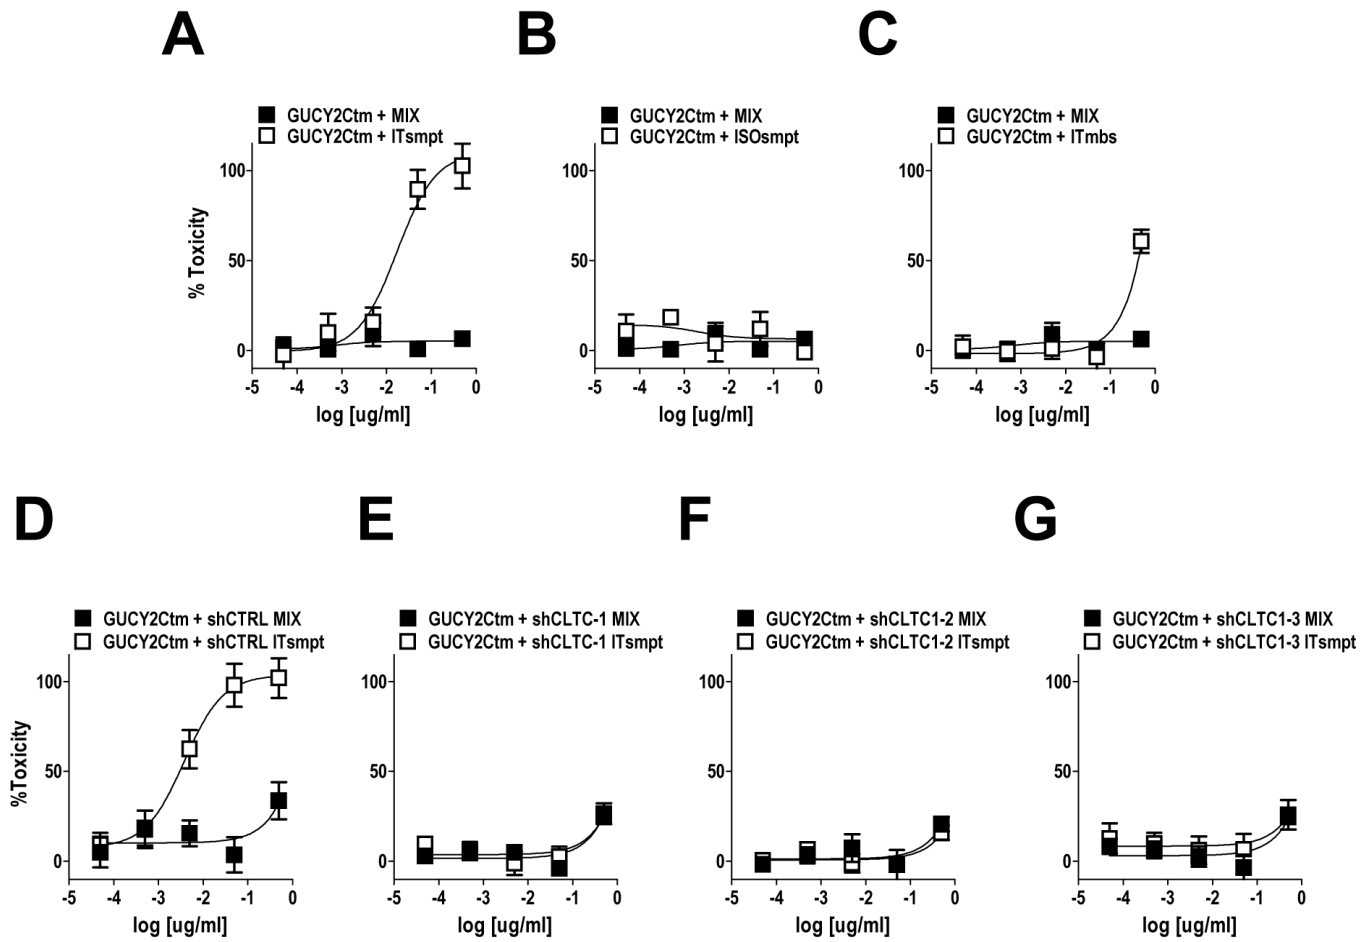 A
B
C
GUCY2Ctm + MIX
GUCY2Ctm + ITsmpt
GUCY2Ctm + MIX
GUCY2Ctm + ISOsmpt
GUCY2Ctm + MIX
GUCY2Ctm + ITmbs
% Toxicity
100
50
0
-5 -4 -3 -2 -1 0
log [ug/ml]
100
50
0
-5 -4 -3 -2 -1 0
log [ug/ml]
100
50
0
-5 -4 -3 -2 -1 0
log [ug/ml]
D
E
F
G
GUCY2Ctm + shCTRL MIX
GUCY2Ctm + shCTRL ITsmpt
GUCY2Ctm + shCLTC-1 MIX
GUCY2Ctm + shCLTC-1 ITsmpt
GUCY2Ctm + shCLTC1-2 MIX
GUCY2Ctm + shCLTC1-2 ITsmpt
GUCY2Ctm + shCLTC1-3 MIX
GUCY2Ctm + shCLTC1-3 ITsmpt
%Toxicity
100
50
0
-5 -4 -3 -2 -1 0
log [ug/ml]
100
50
0
-5 -4 -3 -2 -1 0
log [ug/ml]
100
50
0
-5 -4 -3 -2 -1 0
log [ug/ml]
100
50
0
-5 -4 -3 -2 -1 0
log [ug/ml]